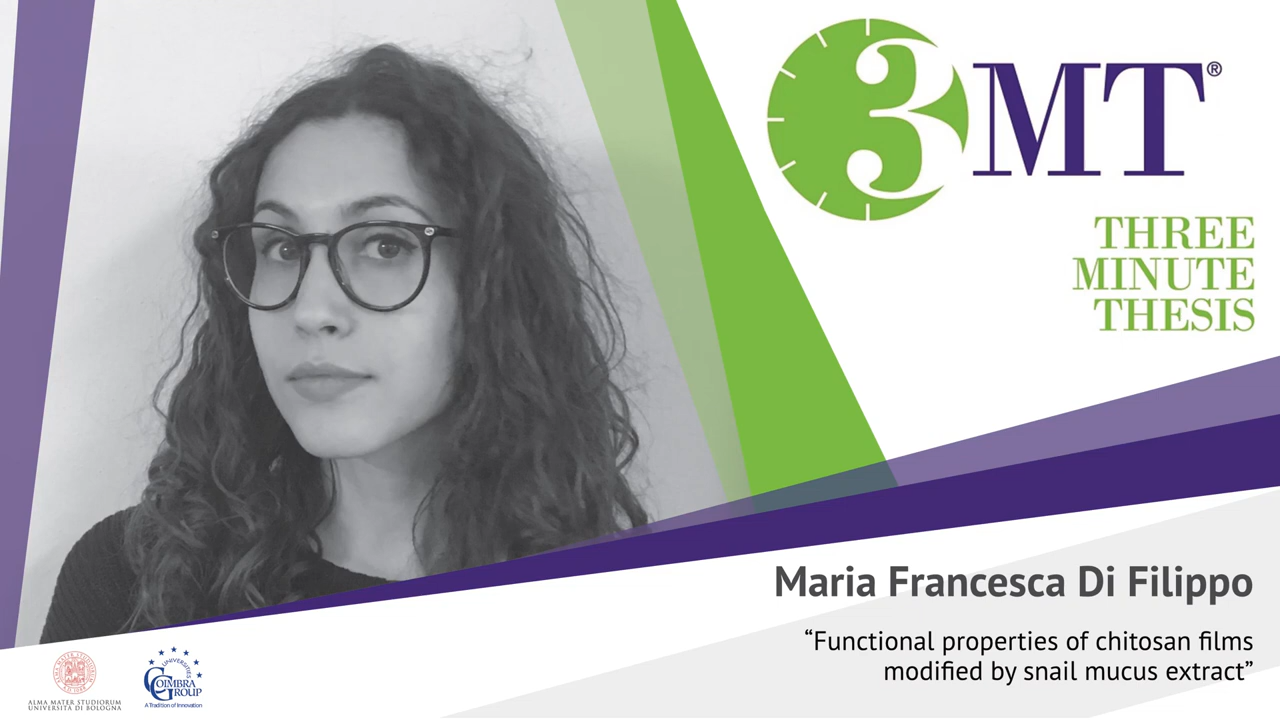 3MT®
THREE
MINUTE
THESIS
Maria Francesca Di Filippo
“Functional properties of chitosan films
modified by snail mucus extract”
ALMA MATER STUDIORUM
UNIVERSITÀ DI BOLOGNA
COIMBRA
GROUP
UNIVERSITIES
A Tradition of Innovation